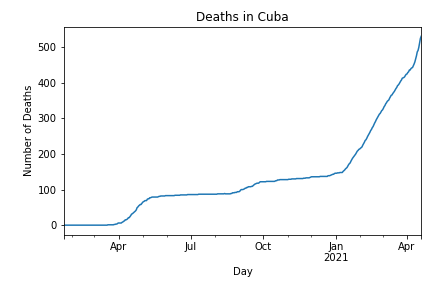 Deaths in Cuba
Number of Deaths
500
400
300
200
100
0
Apr
Jul
Oct
Jan
2021
Apr
Day